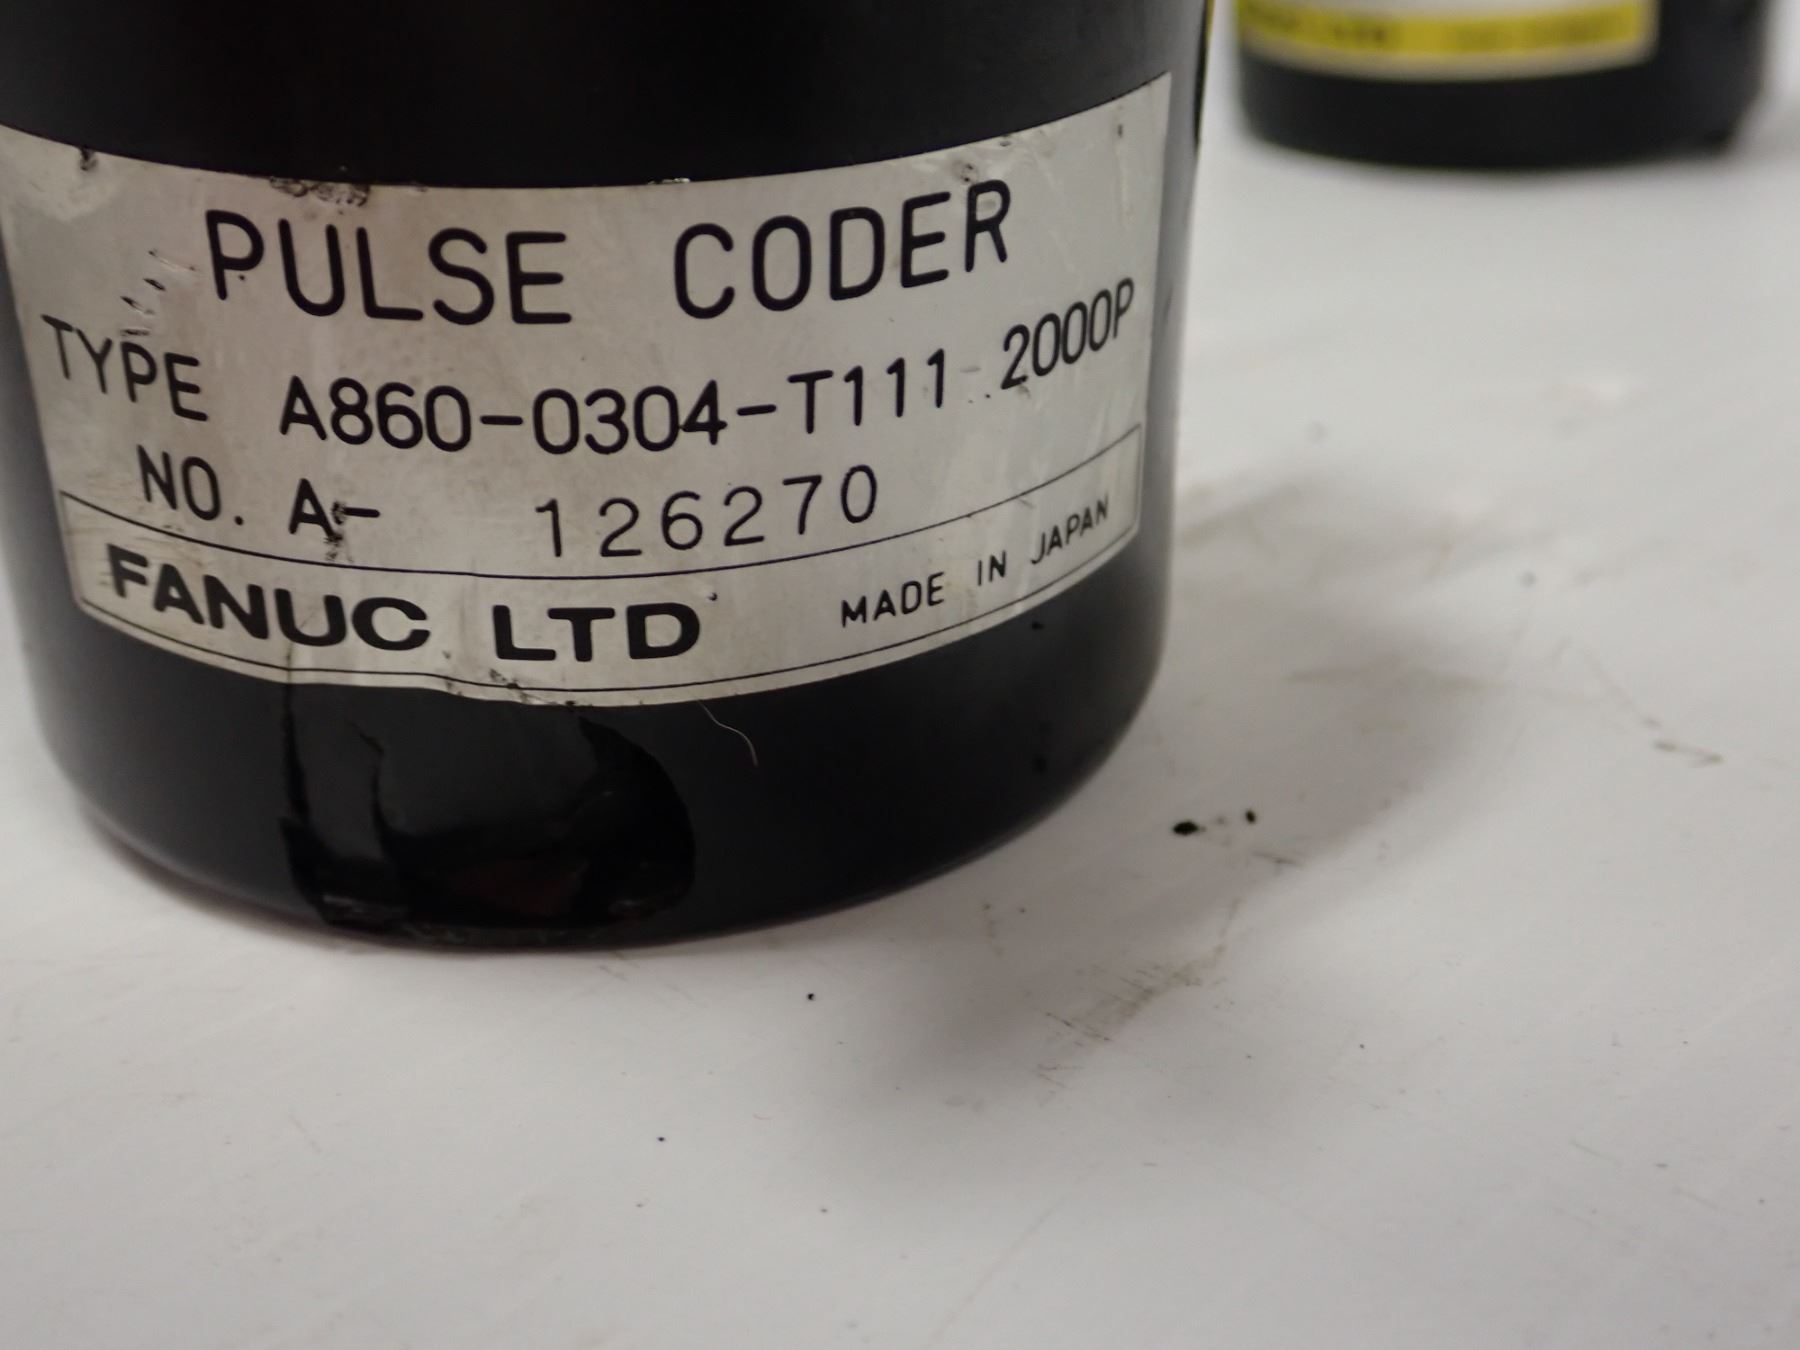 PULSE CODER
TYPE A860-0304-T111 2000P
NO. A- 126270
FANUC LTD MADE IN JAPAN